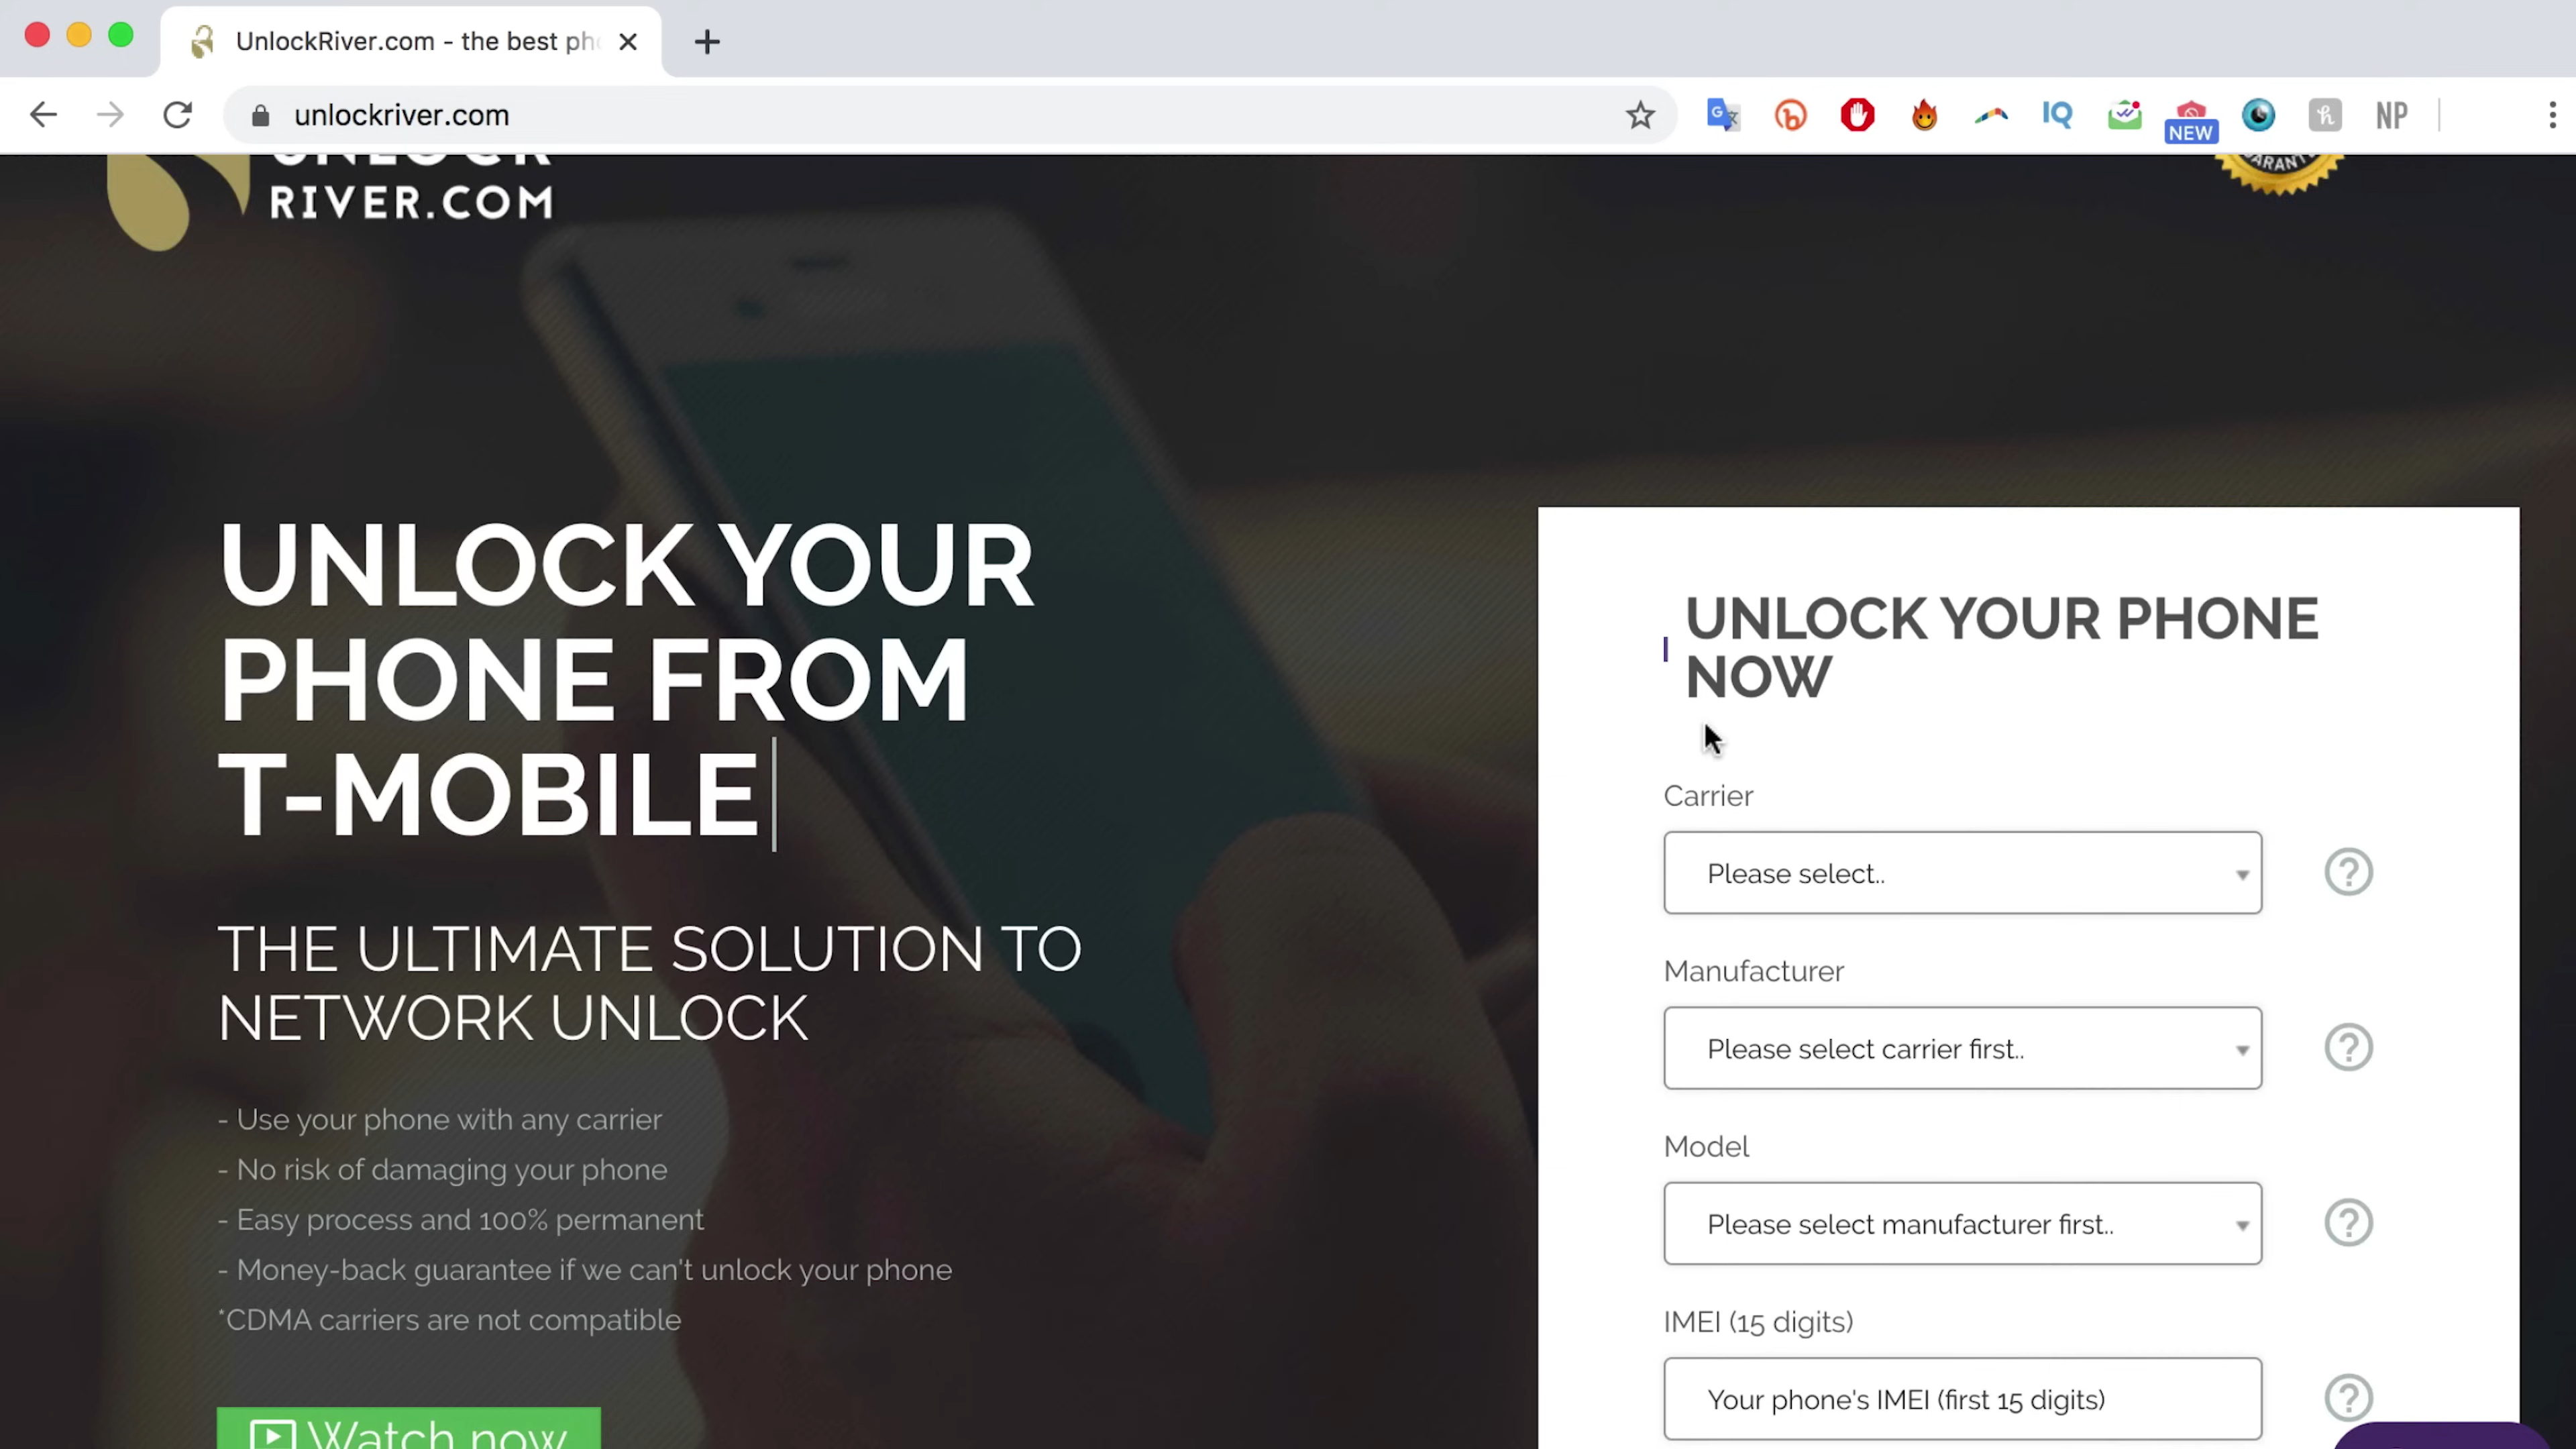 UnlockRiver.com - the best pho
unlockriver.com
IQ
NEW
NP
UNLOCK
RIVER.COM
UNLOCK YOUR
PHONE FROM
T-MOBILE
THE ULTIMATE SOLUTION TO
NETWORK UNLOCK
- Use your phone with any carrier
- No risk of damaging your phone
- Easy process and 100% permanent
- Money-back guarantee if we can't unlock your phone
*CDMA carriers are not compatible
Watch now
UNLOCK YOUR PHONE
NOW
Carrier
Please select..
Manufacturer
Please select carrier first..
Model
Please select manufacturer first..
IMEI (15 digits)
Your phone's IMEI (first 15 digits)